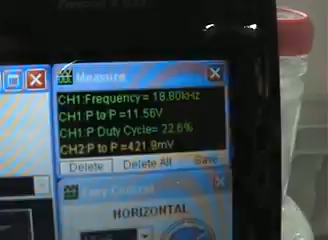 Measure
CH1:Frequency= 18.80kHz
CH1:P to P =11.56V
CH1:P Duty Cycle= 22.6%
CH2:P to P =421.9mV
Delete Delete All Save
Easy Control
HORIZONTAL